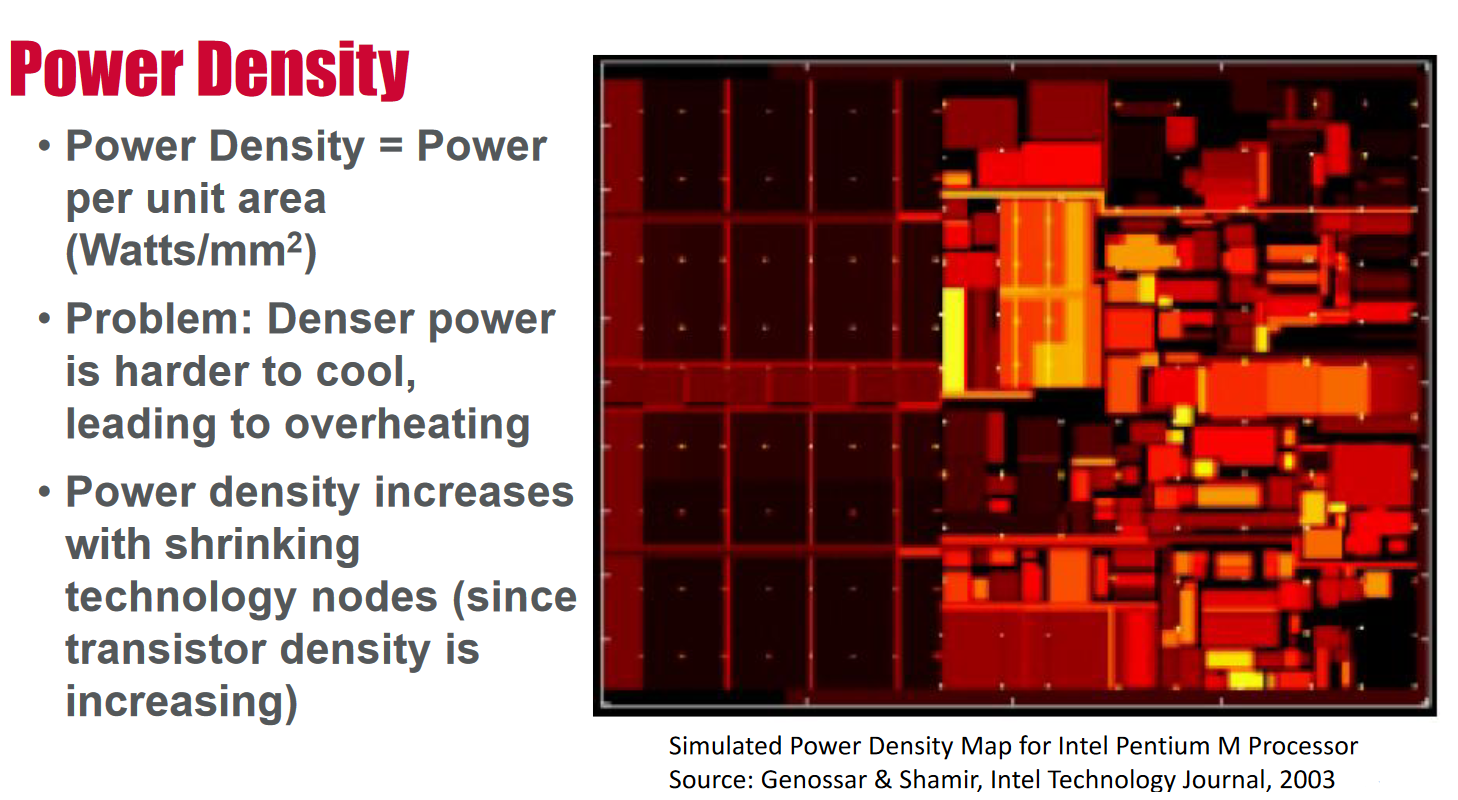 Power Density
• Power Density = Power
per unit area
(Watts/mm²)
• Problem: Denser power
is harder to cool,
leading to overheating
• Power density increases
with shrinking
technology nodes (since
transistor density is
increasing)
Simulated Power Density Map for Intel Pentium M Processor
Source: Genossar & Shamir, Intel Technology Journal, 2003